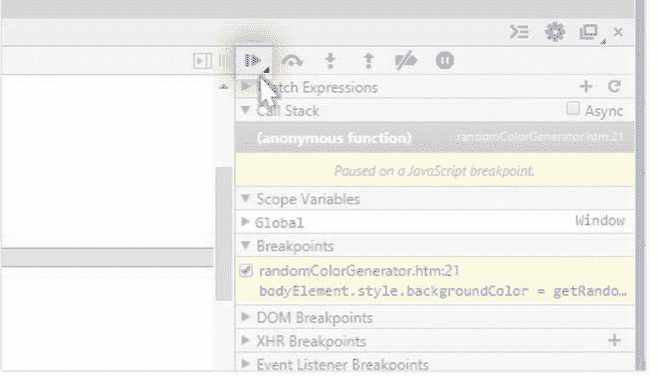 Watch Expressions
Call Stack Async
(anonymous function) randomColorGenerator.htm:21
Paused on a JavaScript breakpoint.
Scope Variables
Global Window
Breakpoints
randomColorGenerator.htm:21
bodyElement.style.backgroundColor = getRando…
DOM Breakpoints
XHR Breakpoints
Event Listener Breakpoints